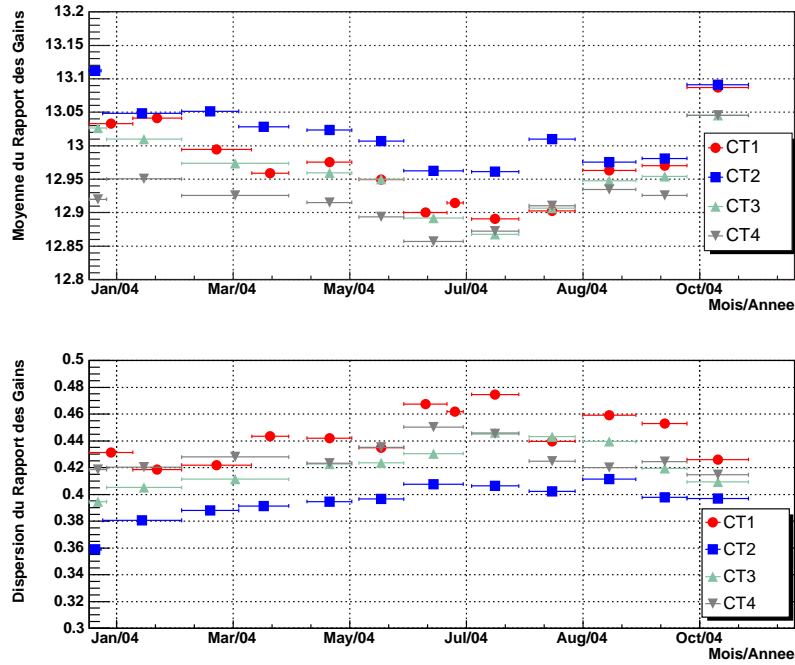 Moyenne du Rapport des Gains
13.2
13.15
13.1
13.05
13
12.95
12.9
12.85
12.8
Jan/04 Mar/04 May/04 Jul/04 Aug/04 Oct/04
Mois/Annee
CT1
CT2
CT3
CT4
Dispersion du Rapport des Gains
0.5
0.48
0.46
0.44
0.42
0.4
0.38
0.36
0.34
0.32
0.3
Jan/04 Mar/04 May/04 Jul/04 Aug/04 Oct/04
Mois/Annee
CT1
CT2
CT3
CT4